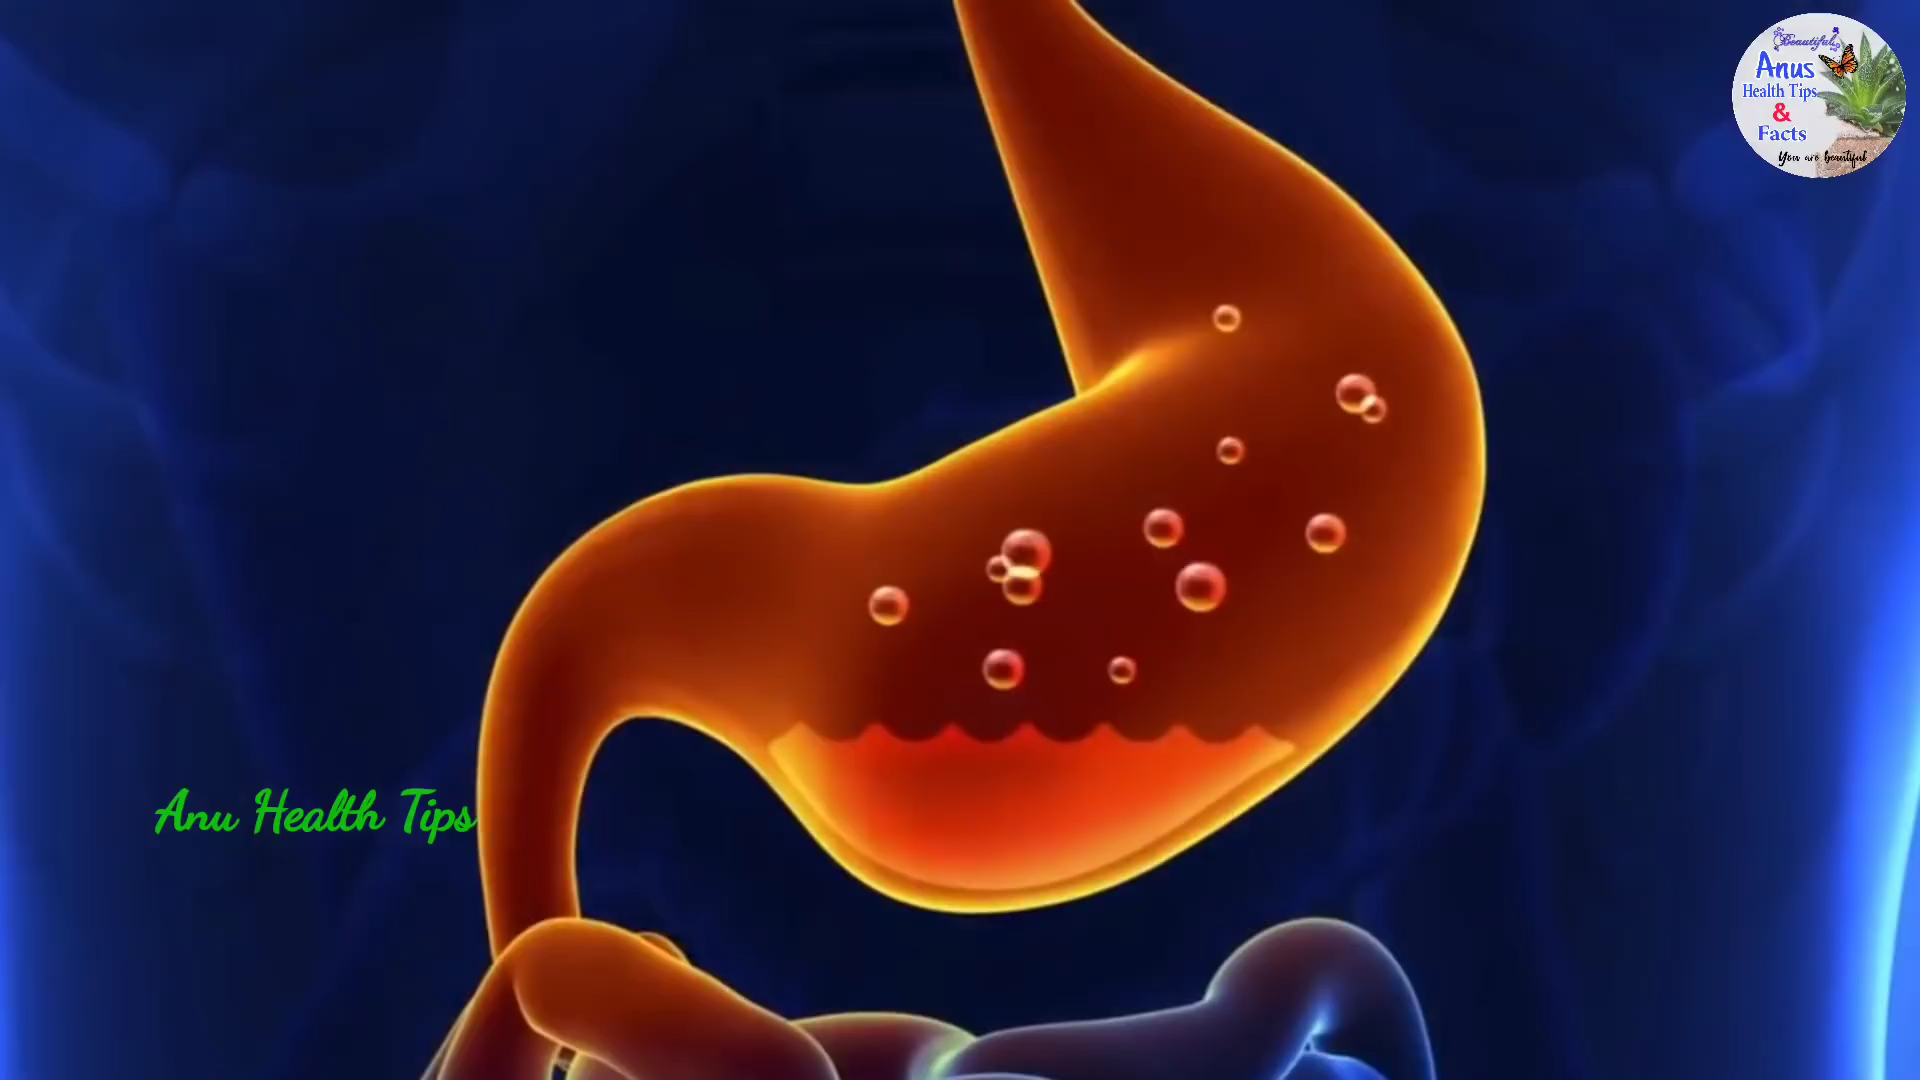 Beautiful
Anus
Health Tips
&
Facts
You are beautiful
Anu Health Tips